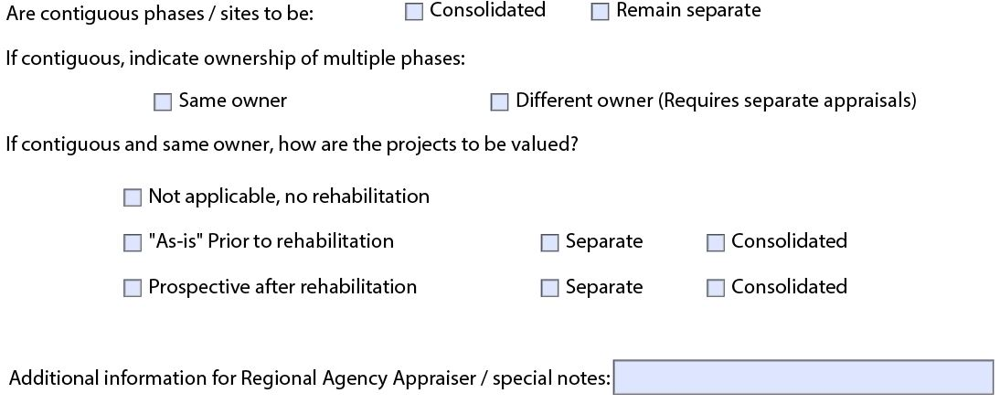 Are contiguous phases / sites to be: Consolidated Remain separate
If contiguous, indicate ownership of multiple phases:
Same owner Different owner (Requires separate appraisals)
If contiguous and same owner, how are the projects to be valued?
Not applicable, no rehabilitation
"As-is" Prior to rehabilitation Separate Consolidated
Prospective after rehabilitation Separate Consolidated
Additional information for Regional Agency Appraiser / special notes: